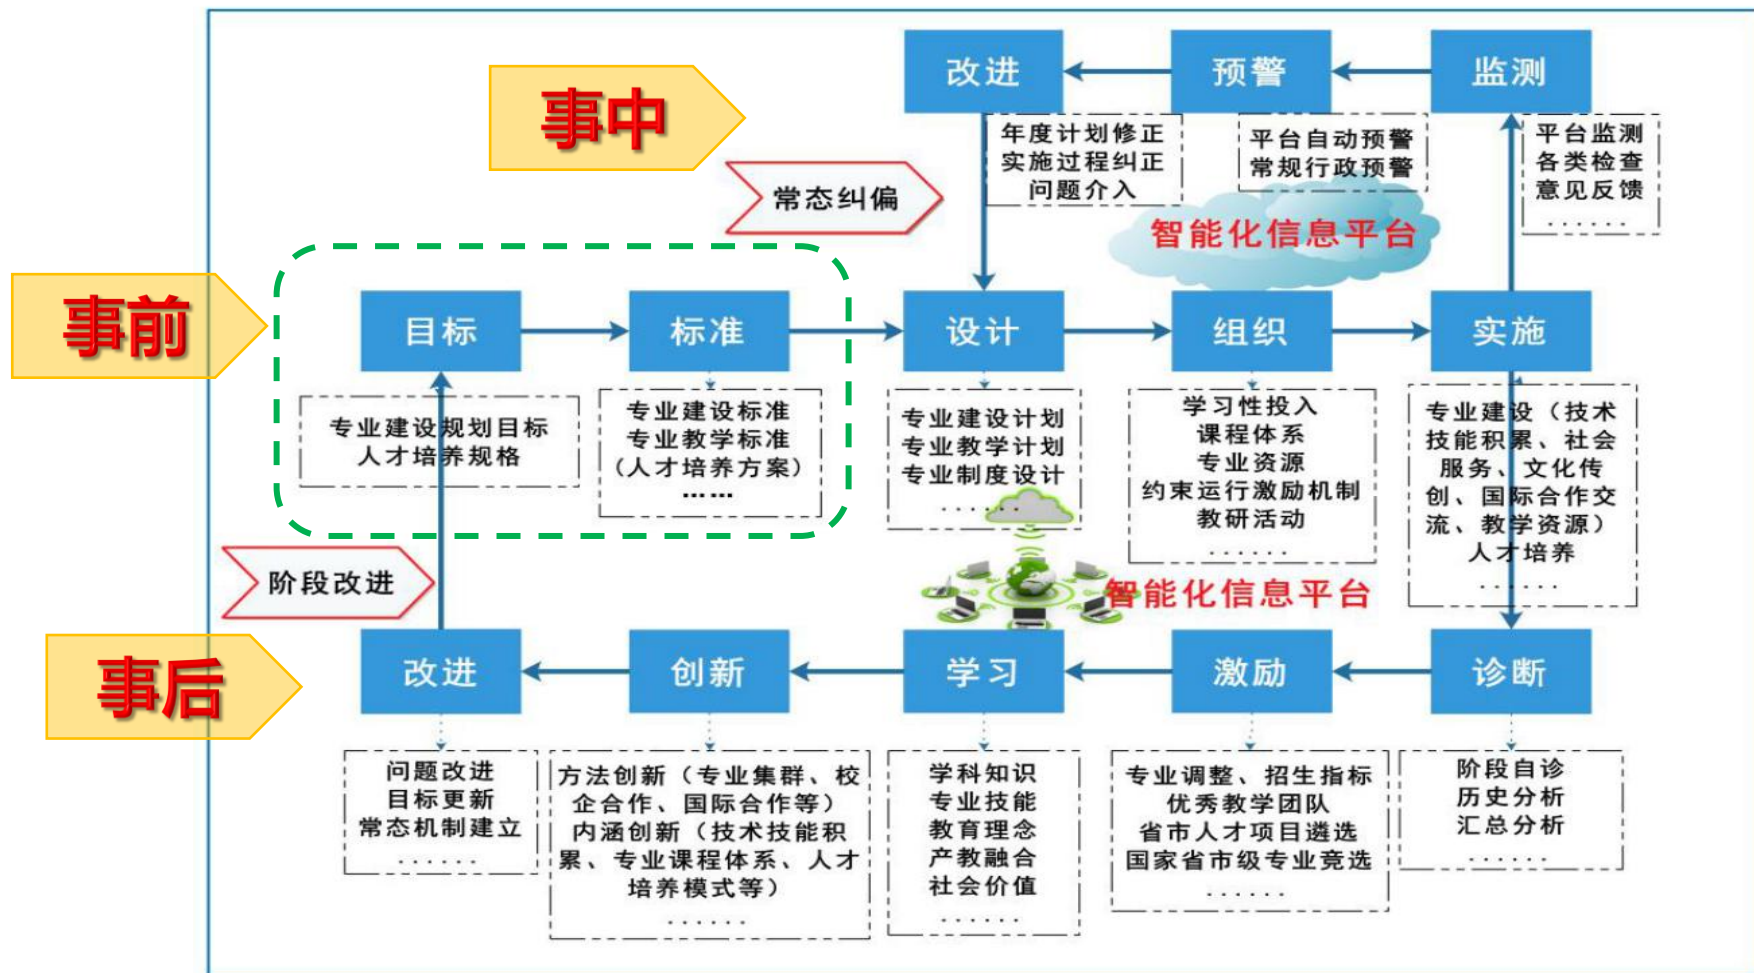 改进
预警
监测
事中
年度计划修正
实施过程纠正
问题介入
平台自动预警
常规行政预警
平台监测
各类检查
意见反馈
......
常态纠偏
智能化信息平台
事前
目标
标准
设计
组织
实施
专业建设规划目标
人才培养规格
专业建设标准
专业教学标准
（人才培养方案）
……
专业建设计划
专业教学计划
专业制度设计
......
学习性投入
课程体系
专业资源
约束运行激励机制
教研活动
......
专业建设（技术
技能积累、社会
服务、文化传
创、国际合作交
流、教学资源）
人才培养
......
阶段改进
智能化信息平台
事后
改进
创新
学习
激励
诊断
问题改进
目标更新
常态机制建立
......
方法创新（专业集群、校
企合作、国际合作等）
内涵创新（技术技能积
累、专业课程体系、人才
培养模式等）
......
学科知识
专业技能
教育理念
产教融合
社会价值
......
专业调整、招生指标
优秀教学团队
省市人才项目遴选
国家省市级专业竞选
......
阶段自诊
历史分析
汇总分析
......